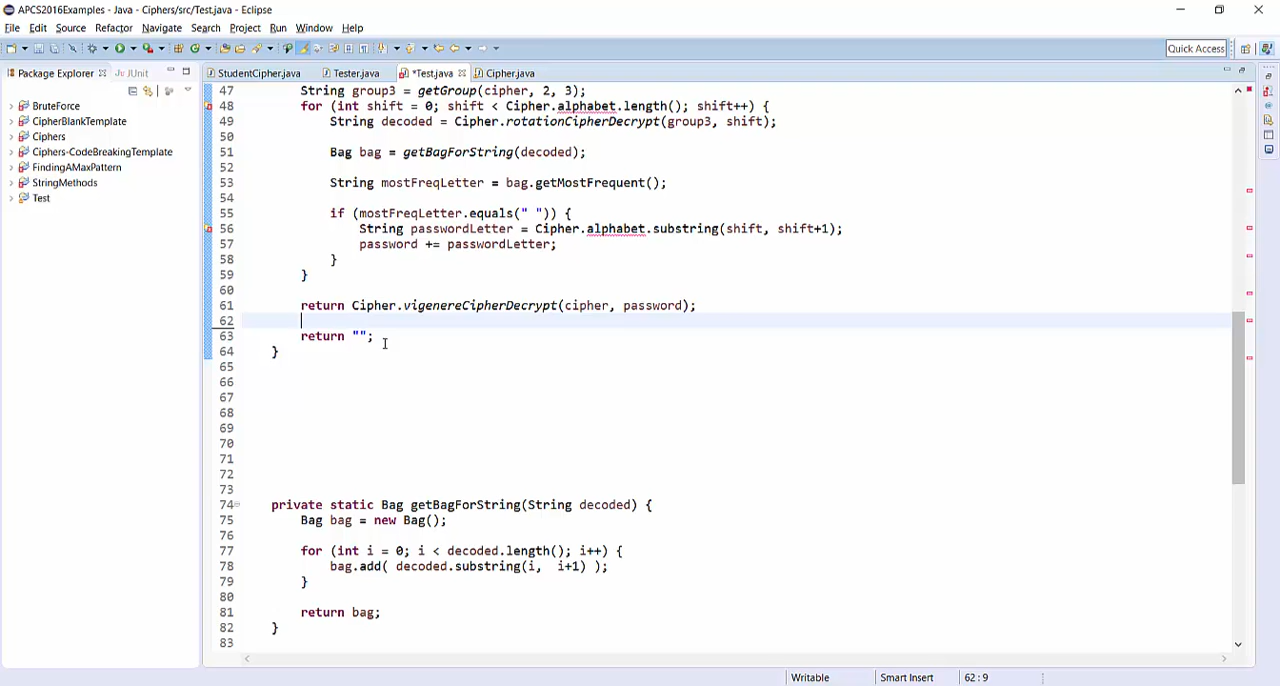 APCS2016Examples - Java - Ciphers/src/Test.java - Eclipse
File Edit Source Refactor Navigate Search Project Run Window Help
Quick Access
Package Explorer JUnit
StudentCipher.java Tester.java *Test.java Cipher.java
BruteForce
CipherBlankTemplate
Ciphers
Ciphers-CodeBreakingTemplate
FindingAMaxPattern
StringMethods
Test
47 String group3 = getGroup(cipher, 2, 3);
48 for (int shift = 0; shift < Cipher.alphabet.length(); shift++) {
49 String decoded = Cipher.rotationCipherDecrypt(group3, shift);
50
51 Bag bag = getBagForString(decoded);
52
53 String mostFreqLetter = bag.getMostFrequent();
54
55 if (mostFreqLetter.equals(" ")) {
56 String passwordLetter = Cipher.alphabet.substring(shift, shift+1);
57 password += passwordLetter;
58 }
59 }
60
61 return Cipher.vigenereCipherDecrypt(cipher, password);
62
63 return "";
64 }
65
66
67
68
69
70
71
72
73
74 private static Bag getBagForString(String decoded) {
75 Bag bag = new Bag();
76
77 for (int i = 0; i < decoded.length(); i++) {
78 bag.add( decoded.substring(i, i+1) );
79 }
80
81 return bag;
82 }
83
Writable Smart Insert 62 : 9